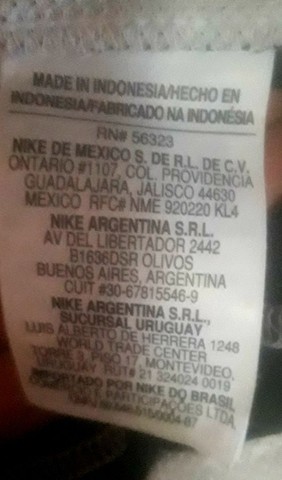 MADE IN INDONESIA/HECHO EN
INDONESIA/FABRICADO NA INDONÉSIA
RN# 56323
NIKE DE MEXICO S. DE R.L. DE C.V.
ONTARIO #1107, COL. PROVIDENCIA
GUADALAJARA, JALISCO 44630
MEXICO RFC# NME 920220 KL4
NIKE ARGENTINA S.R.L.
AV DEL LIBERTADOR 2442
B1636DSR OLIVOS
BUENOS AIRES, ARGENTINA
CUIT #30-67815546-9
NIKE ARGENTINA S.R.L.,
SUCURSAL URUGUAY
LUIS ALBERTO DE HERRERA 1248
WORLD TRADE CENTER
TORRE 3, PISO 17, MONTEVIDEO,
URUGUAY RUT# 21 324024 0019
IMPORTADO POR NIKE DO BRASIL
E PARTICIPAÇÕES LTDA